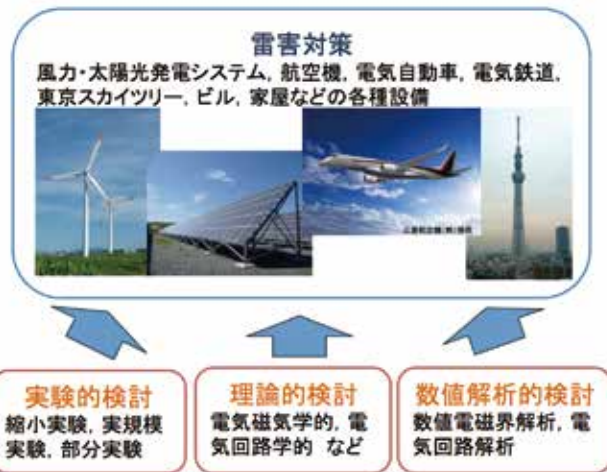 雷害対策
風力・太陽光発電システム, 航空機, 電気自動車, 電気鉄道,
東京スカイツリー, ビル, 家屋などの各種設備
実験的検討
縮小実験, 実規模
実験, 部分実験
理論的検討
電気磁気学的, 電
気回路学的 など
数値解析的検討
数値電磁界解析, 電
気回路解析